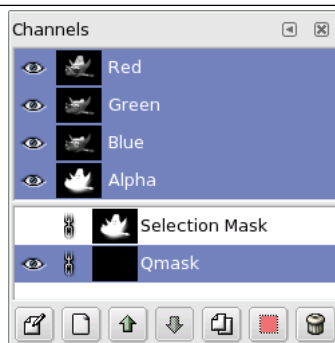 Channels
Red
Green
Blue
Alpha
Selection Mask
Qmask